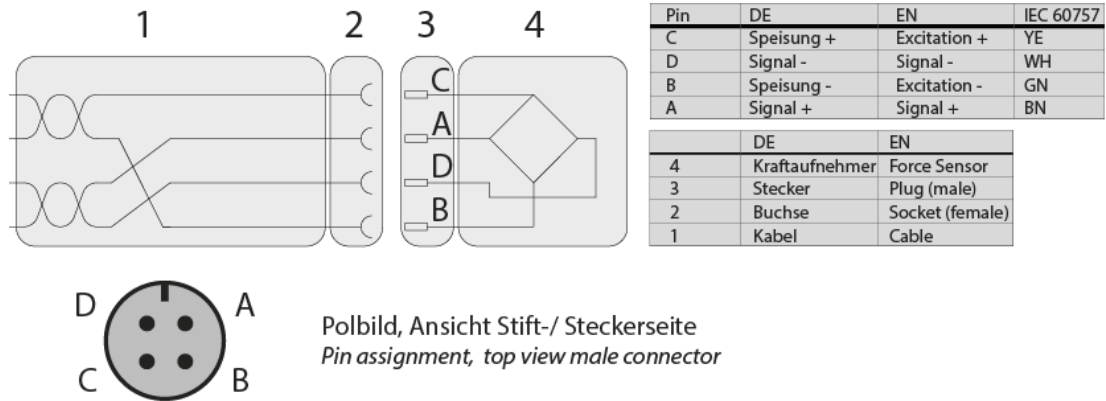 1 2 3 4
C
A
D
B
Pin DE EN IEC 60757
C Speisung + Excitation + YE
D Signal - Signal - WH
B Speisung - Excitation - GN
A Signal + Signal + BN
DE EN
4 Kraftaufnehmer Force Sensor
3 Stecker Plug (male)
2 Buchse Socket (female)
1 Kabel Cable
D A
C B
Polbild, Ansicht Stift-/ Steckerseite
Pin assignment, top view male connector